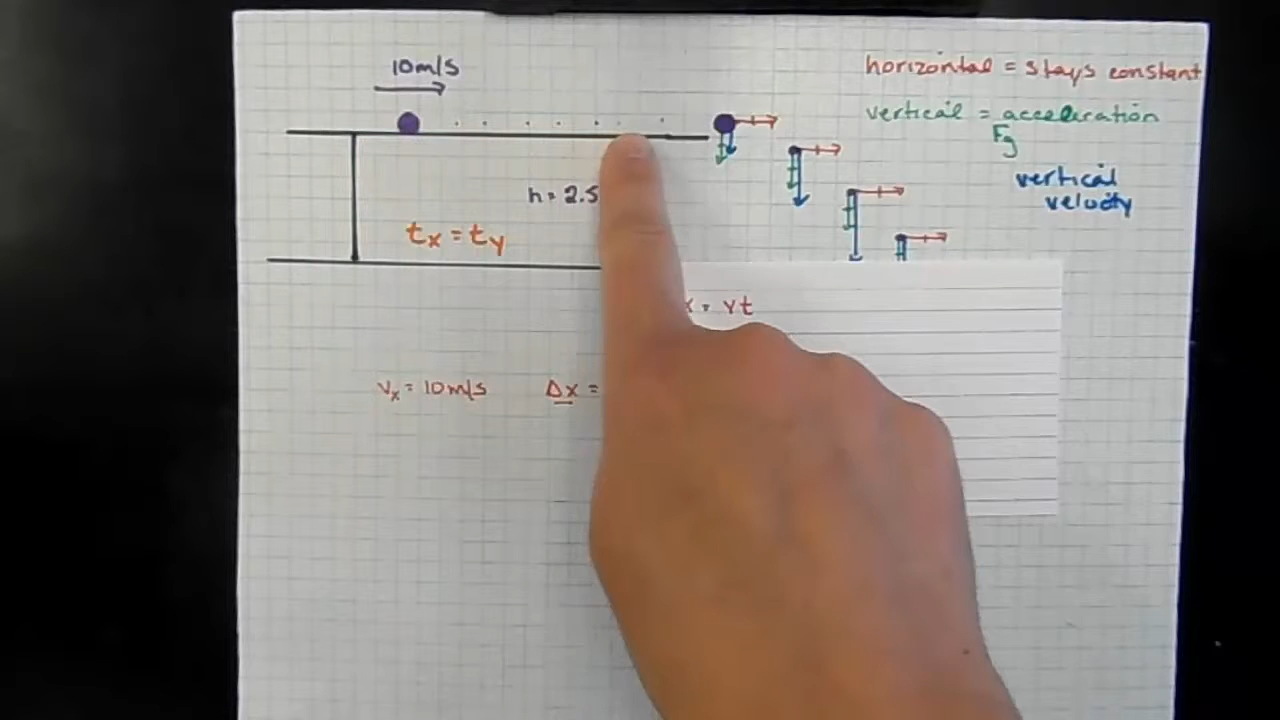 10m/s
horizontal = stays constant
vertical = acceleration
Fg
vertical
velocity
h = 2.5
tx = ty
x = vt
vx = 10m/s
Δx =